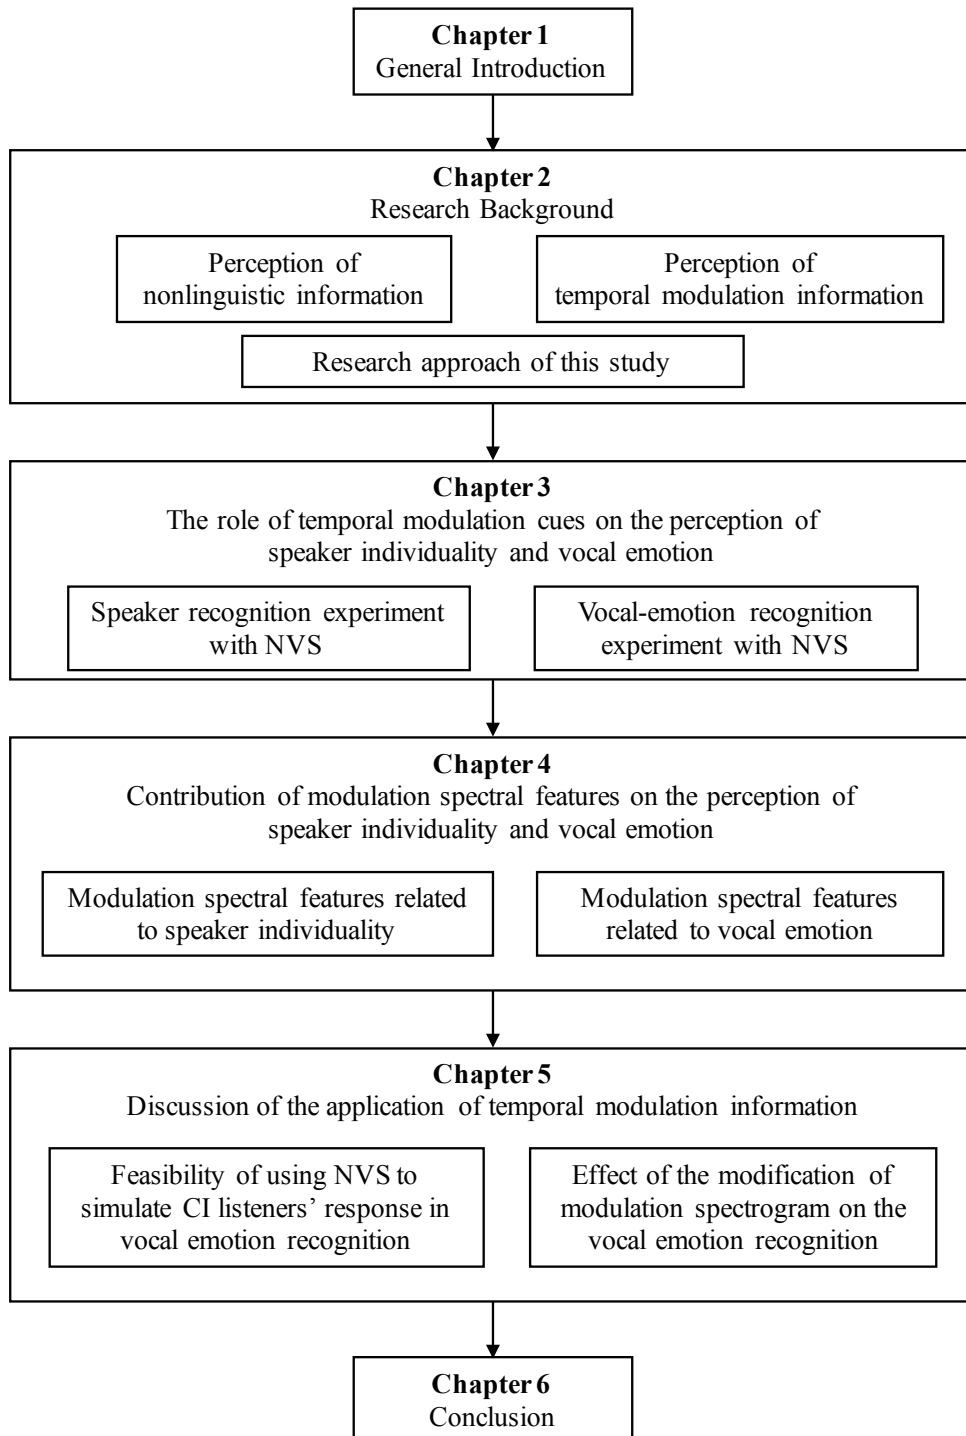 Chapter 1
General Introduction
Chapter 2
Research Background
Perception of
nonlinguistic information
Perception of
temporal modulation information
Research approach of this study
Chapter 3
The role of temporal modulation cues on the perception of
speaker individuality and vocal emotion
Speaker recognition experiment
with NVS
Vocal-emotion recognition
experiment with NVS
Chapter 4
Contribution of modulation spectral features on the perception of
speaker individuality and vocal emotion
Modulation spectral features related
to speaker individuality
Modulation spectral features
related to vocal emotion
Chapter 5
Discussion of the application of temporal modulation information
Feasibility of using NVS to
simulate CI listeners’ response in
vocal emotion recognition
Effect of the modification of
modulation spectrogram on the
vocal emotion recognition
Chapter 6
Conclusion